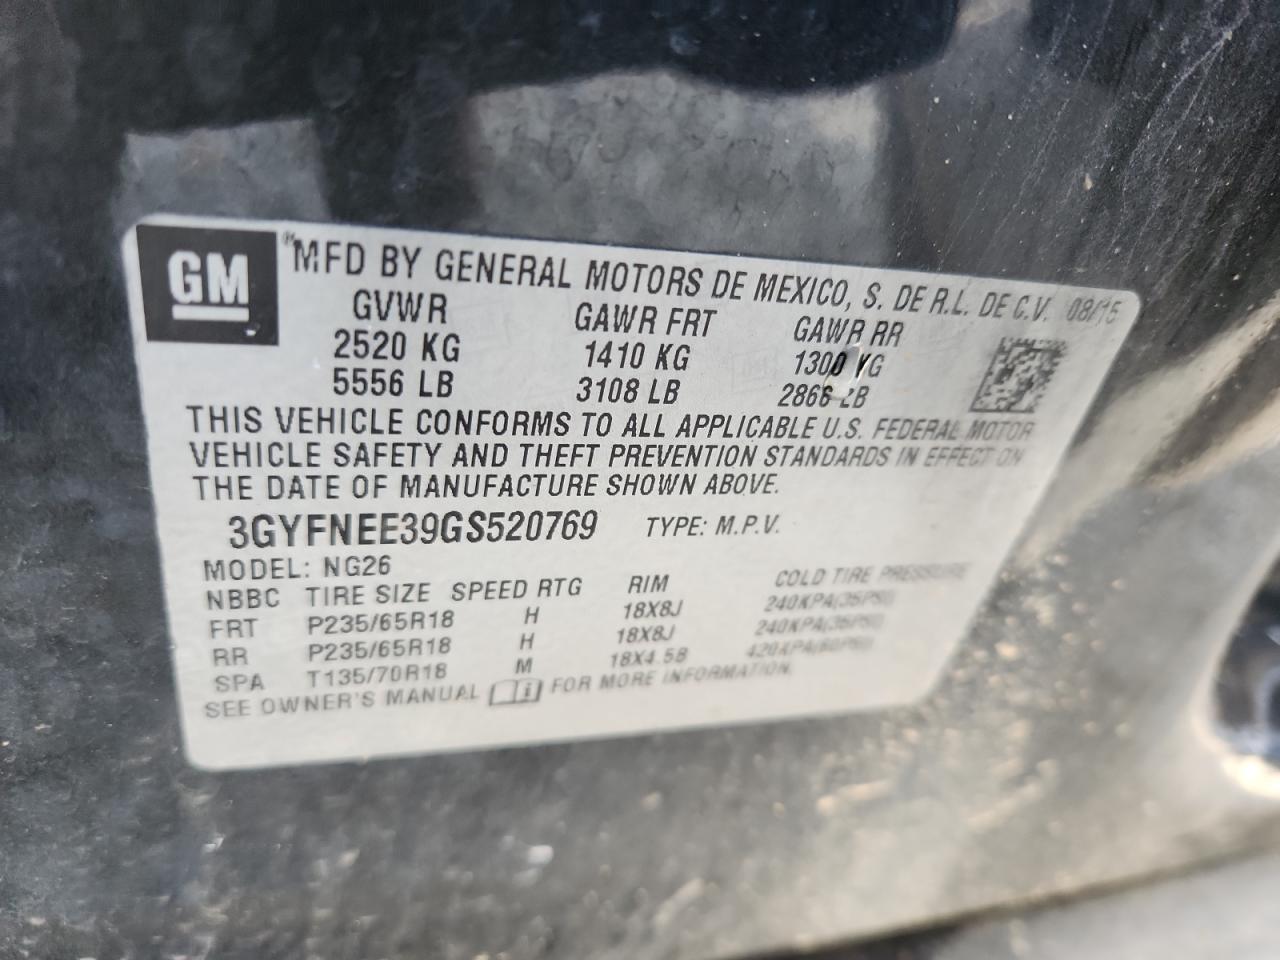 GM ® MFD BY GENERAL MOTORS DE MEXICO, S. DE R.L. DE C.V. 08/15
GVWR GAWR FRT GAWR RR
2520 KG 1410 KG 1300 KG
5556 LB 3108 LB 2866 LB
THIS VEHICLE CONFORMS TO ALL APPLICABLE U.S. FEDERAL MOTOR
VEHICLE SAFETY AND THEFT PREVENTION STANDARDS IN EFFECT ON
THE DATE OF MANUFACTURE SHOWN ABOVE.
3GYFNEE39GS520769 TYPE: M.P.V.
MODEL: NG26
NBBC TIRE SIZE SPEED RTG RIM COLD TIRE PRESSURE
FRT P235/65R18 H 18X8J 240KPA(35PSI)
RR P235/65R18 H 18X8J 240KPA(35PSI)
SPA T135/70R18 M 18X4.5B 420KPA(60PSI)
SEE OWNER'S MANUAL FOR MORE INFORMATION.